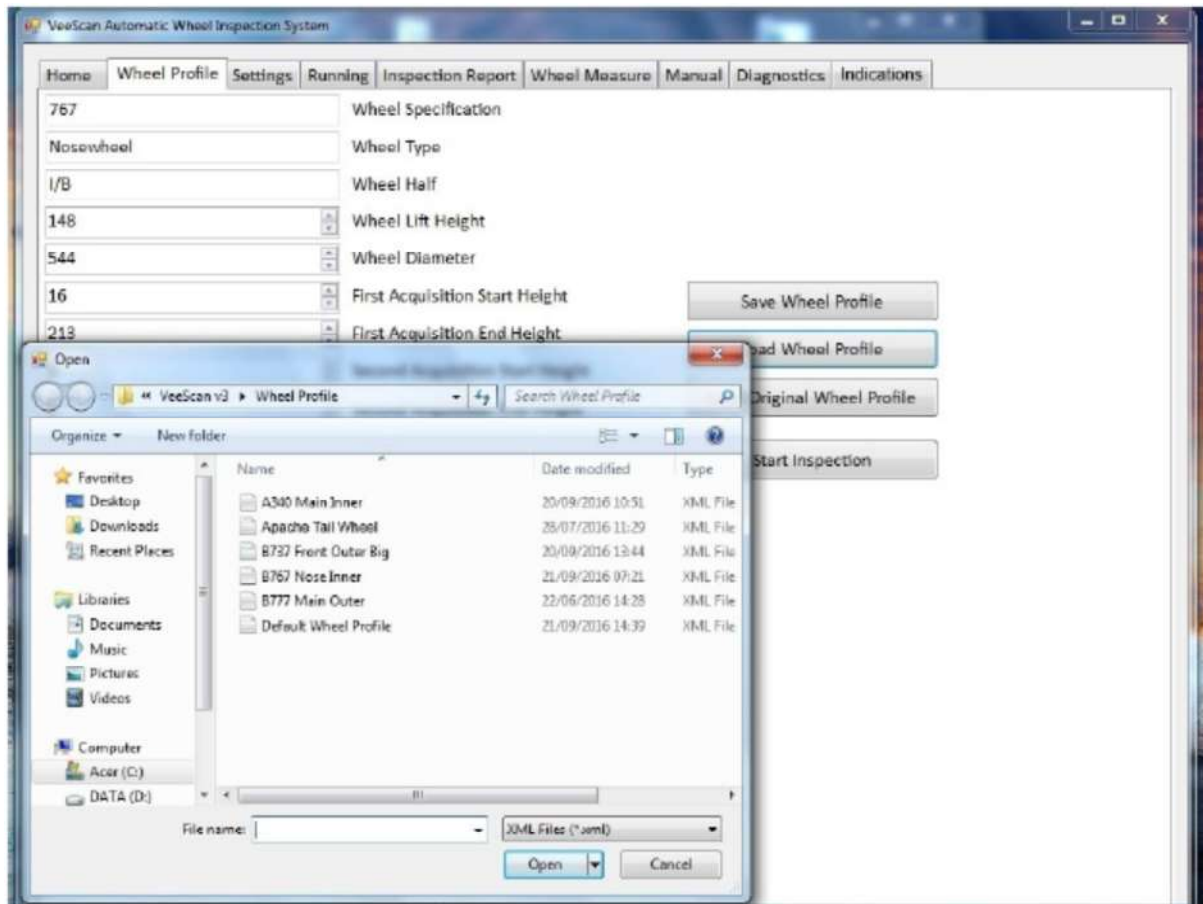 VeeScan Automatic Wheel Inspection System
Home Wheel Profile Settings Running Inspection Report Wheel Measure Manual Diagnostics Indications
767 Wheel Specification
Nosewheel Wheel Type
I/B Wheel Half
148 Wheel Lift Height
544 Wheel Diameter
16 First Acquisition Start Height
213 First Acquisition End Height
Save Wheel Profile
oad Wheel Profile
Original Wheel Profile
Start Inspection
Open
« VeeScan v3 ▸ Wheel Profile Search Wheel Profile
Organize New folder
Name Date modified Type
A340 Main Inner 20/09/2016 10:51 XML File
Apache Tail Wheel 28/07/2016 11:29 XML File
B737 Front Outer Big 20/09/2016 13:44 XML File
B767 Nose Inner 21/09/2016 07:21 XML File
B777 Main Outer 22/06/2016 14:28 XML File
Default Wheel Profile 21/09/2016 14:39 XML File
Favorites
Desktop
Downloads
Recent Places
Libraries
Documents
Music
Pictures
Videos
Computer
Acer (C:)
DATA (D:)
File name: XML Files (*.xml)
Open Cancel